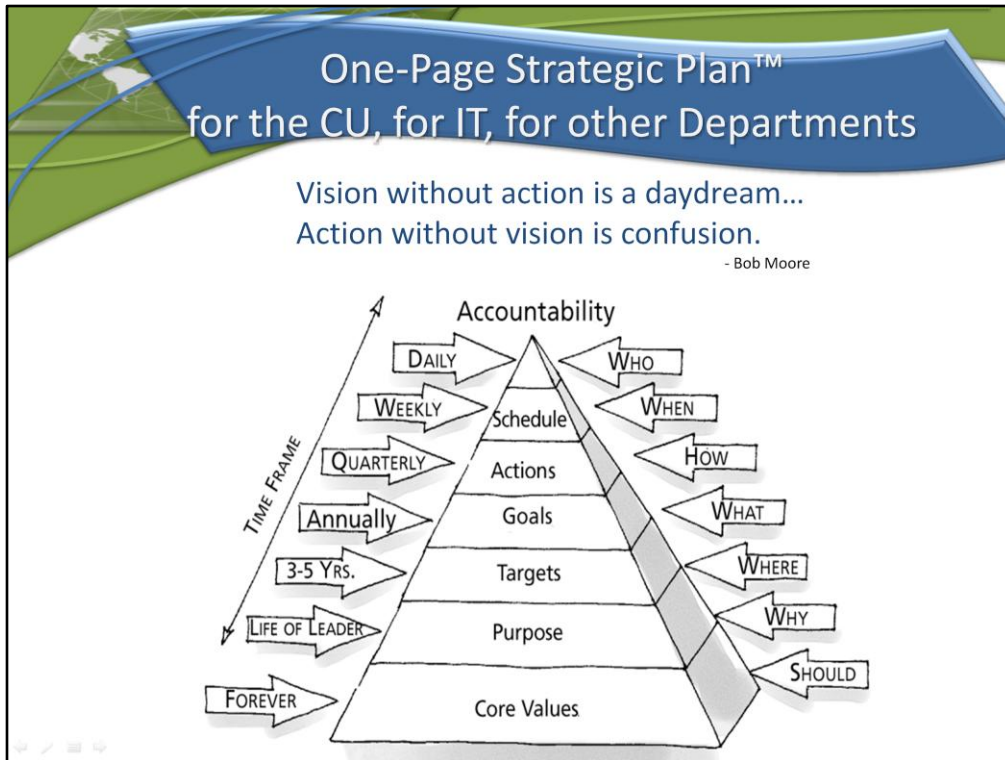 One-Page Strategic Plan™
for the CU, for IT, for other Departments
Vision without action is a daydream...
Action without vision is confusion.
- Bob Moore
Accountability
DAILY
WHO
WEEKLY
Schedule
WHEN
QUARTERLY
Actions
HOW
TIME FRAME
Annually
Goals
WHAT
3-5 YRS.
Targets
WHERE
LIFE OF LEADER
Purpose
WHY
FOREVER
Core Values
SHOULD